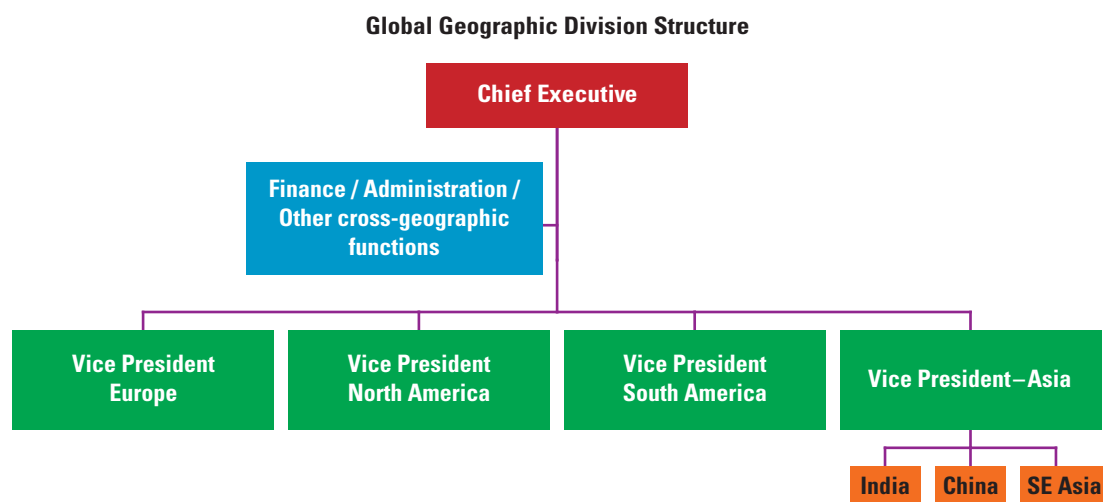 Global Geographic Division Structure
Chief Executive
Finance / Administration /
Other cross-geographic
functions
Vice President
Europe
Vice President
North America
Vice President
South America
Vice President–Asia
India
China
SE Asia